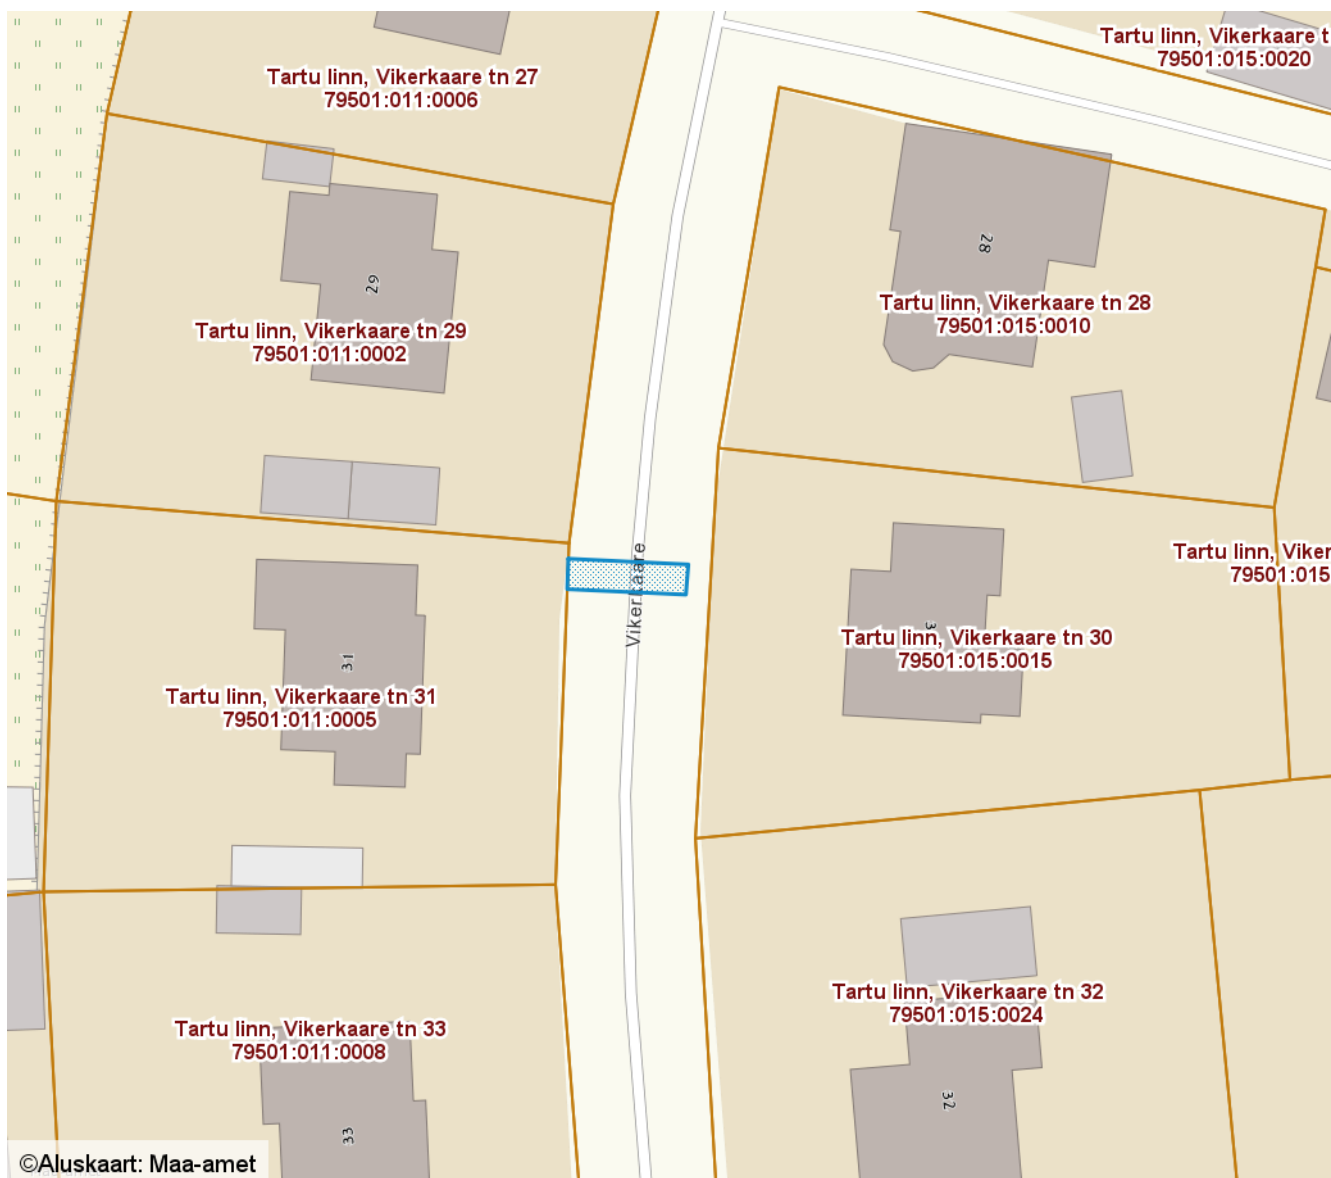 Tartu linn, Vikerkaare t
79501:015:0020
Tartu linn, Vikerkaare tn 27
79501:011:0006
28
29
Tartu linn, Vikerkaare tn 28
79501:015:0010
Tartu linn, Vikerkaare tn 29
79501:011:0002
Tartu linn, Viker
79501:015
Vikerkaare
3
Tartu linn, Vikerkaare tn 30
79501:015:0015
31
Tartu linn, Vikerkaare tn 31
79501:011:0005
Tartu linn, Vikerkaare tn 32
79501:015:0024
Tartu linn, Vikerkaare tn 33
79501:011:0008
32
33
©Aluskaart: Maa-amet